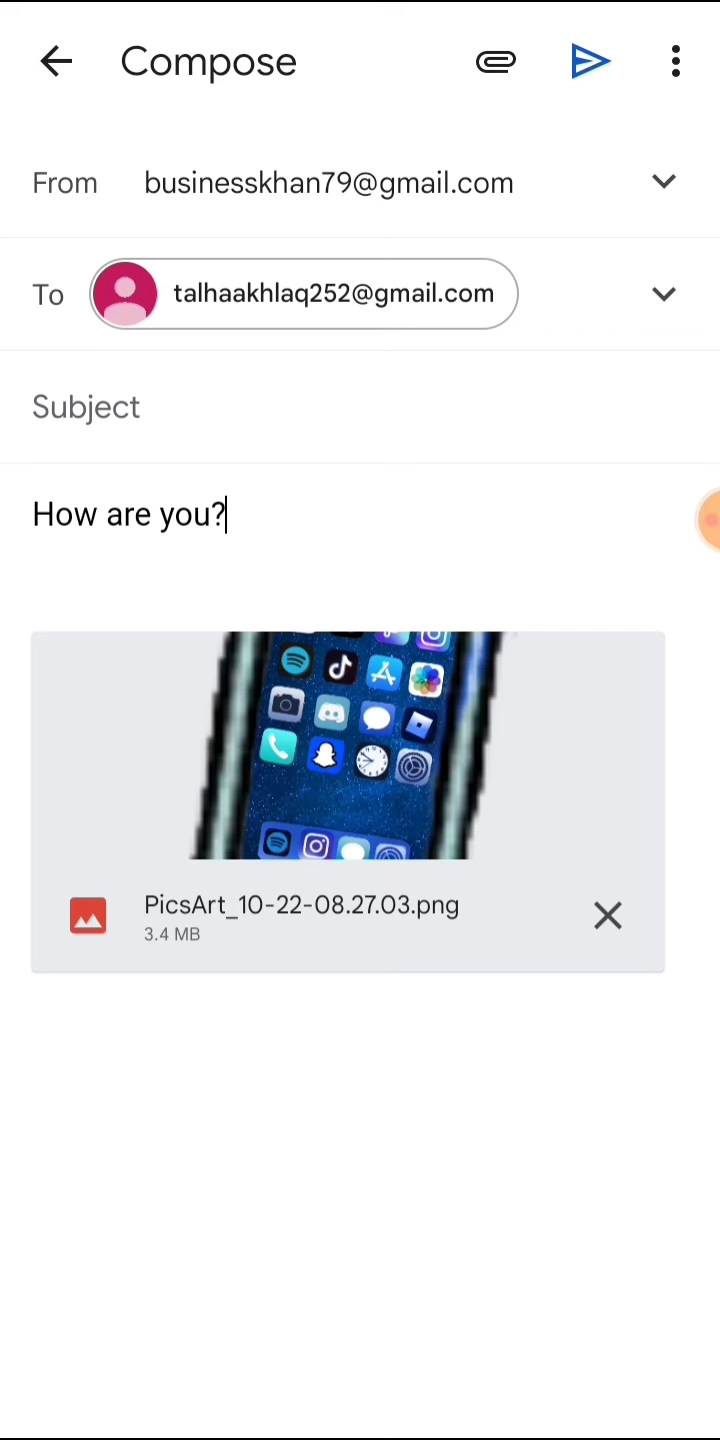 Compose
From businesskhan79@gmail.com
To talhaakhlaq252@gmail.com
Subject
How are you?
PicsArt_10-22-08.27.03.png
3.4 MB